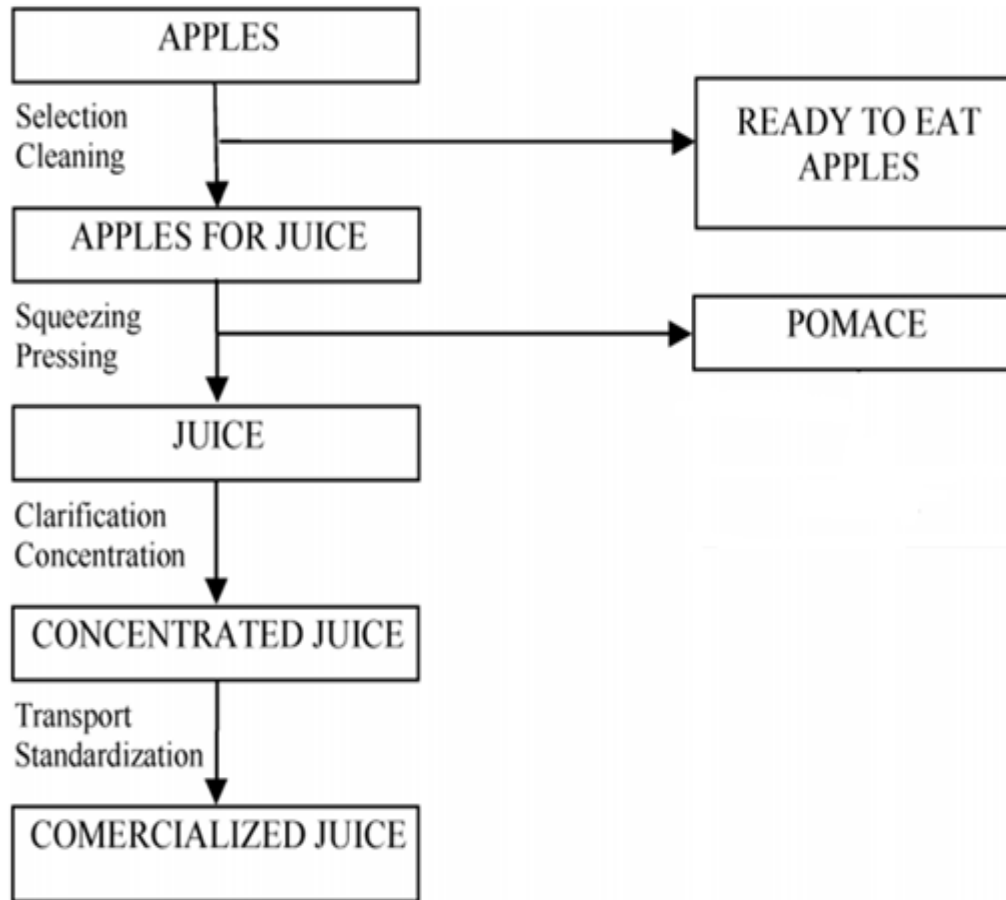 APPLES
Selection
Cleaning
READY TO EAT
APPLES
APPLES FOR JUICE
Squeezing
Pressing
POMACE
JUICE
Clarification
Concentration
CONCENTRATED JUICE
Transport
Standardization
COMERCIALIZED JUICE